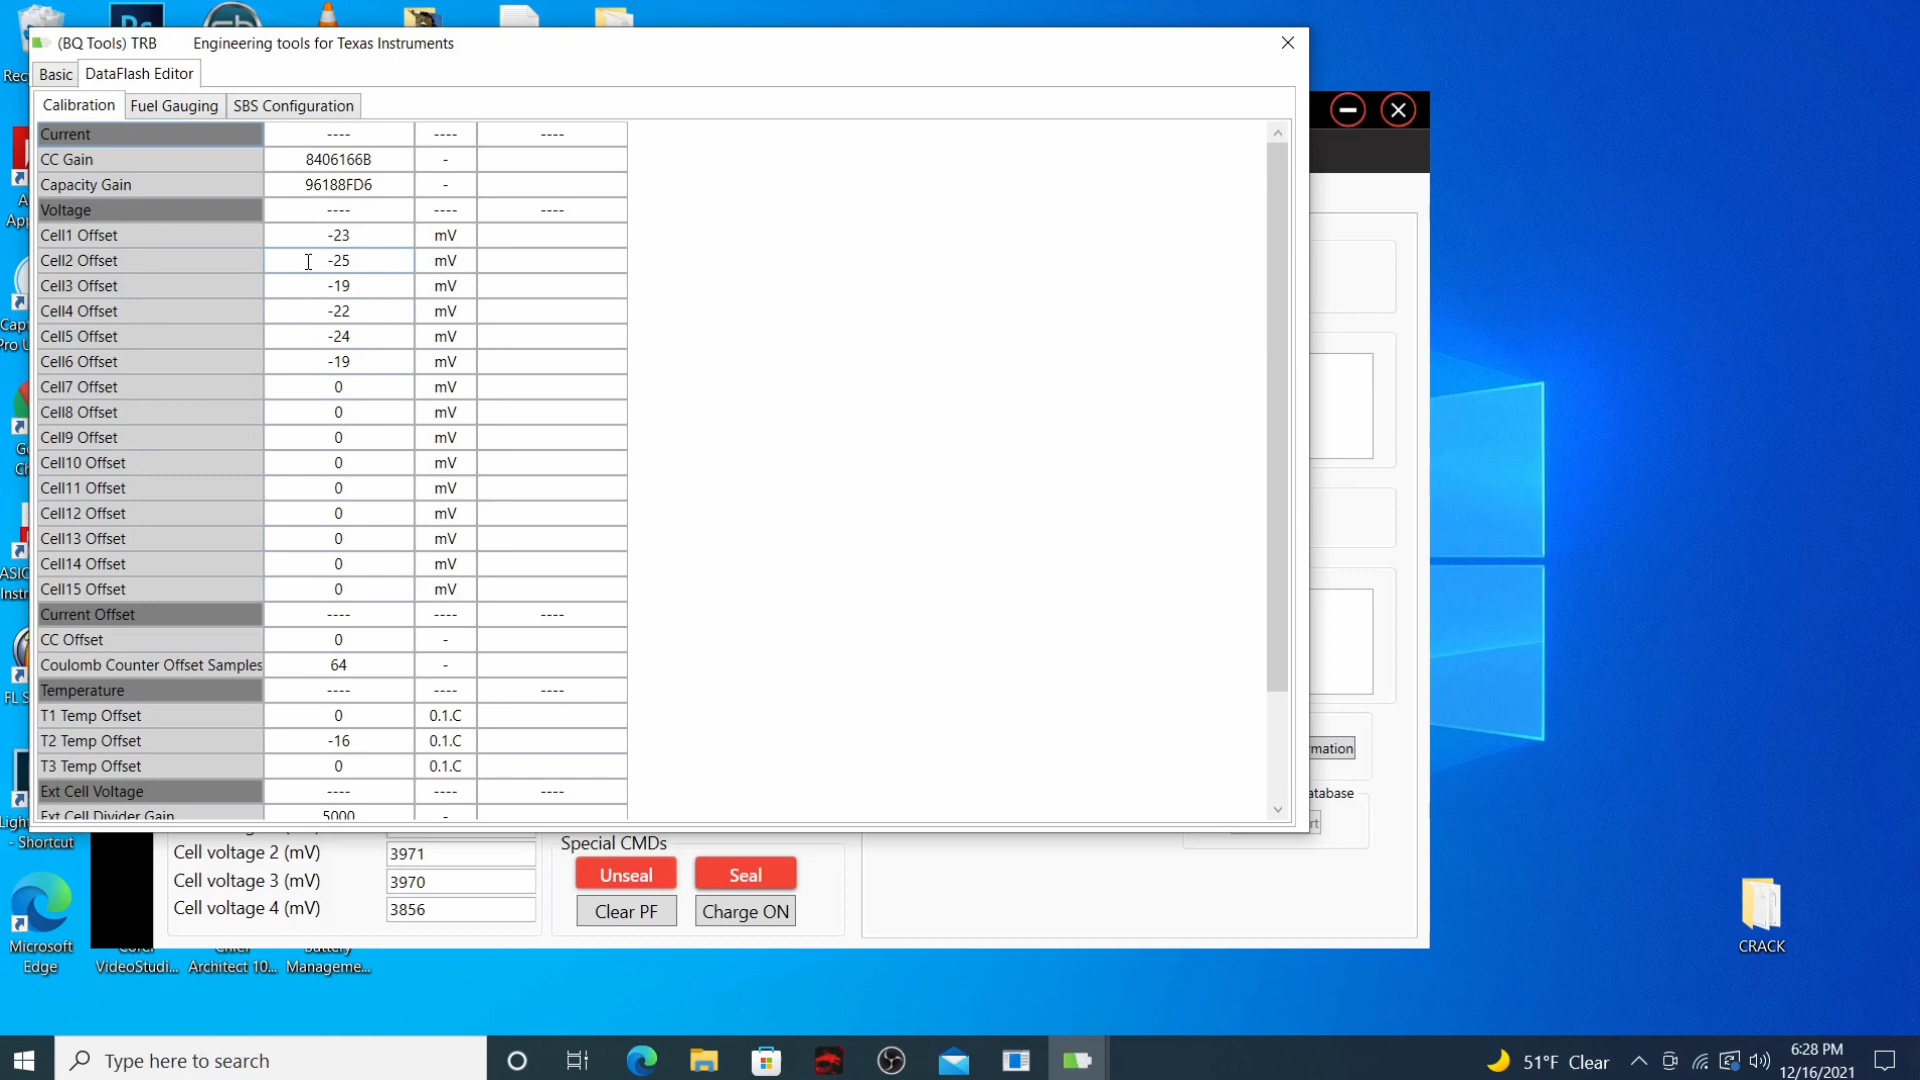 (BQ Tools) TRB Engineering tools for Texas Instruments
Basic DataFlash Editor
Calibration Fuel Gauging SBS Configuration
Current ---- ---- ----
CC Gain 8406166B -
Capacity Gain 96188FD6 -
Voltage ---- ---- ----
Cell1 Offset -23 mV
Cell2 Offset -25 mV
Cell3 Offset -19 mV
Cell4 Offset -22 mV
Cell5 Offset -24 mV
Cell6 Offset -19 mV
Cell7 Offset 0 mV
Cell8 Offset 0 mV
Cell9 Offset 0 mV
Cell10 Offset 0 mV
Cell11 Offset 0 mV
Cell12 Offset 0 mV
Cell13 Offset 0 mV
Cell14 Offset 0 mV
Cell15 Offset 0 mV
Current Offset ---- ---- ----
CC Offset 0 -
Coulomb Counter Offset Samples 64 -
Temperature ---- ---- ----
T1 Temp Offset 0 0.1.C
T2 Temp Offset -16 0.1.C
T3 Temp Offset 0 0.1.C
Ext Cell Voltage ---- ---- ----
Ext Cell Divider Gain 5000 -
mation
atabase
Cell voltage 2 (mV) 3971
Cell voltage 3 (mV) 3970
Cell voltage 4 (mV) 3856
Special CMDs
Unseal Seal
Clear PF Charge ON
- Shortcut
Microsoft
Edge
VideoStudi...
Architect 10...
Battery
Manageme...
CRACK
Type here to search
51°F Clear
6:28 PM
12/16/2021